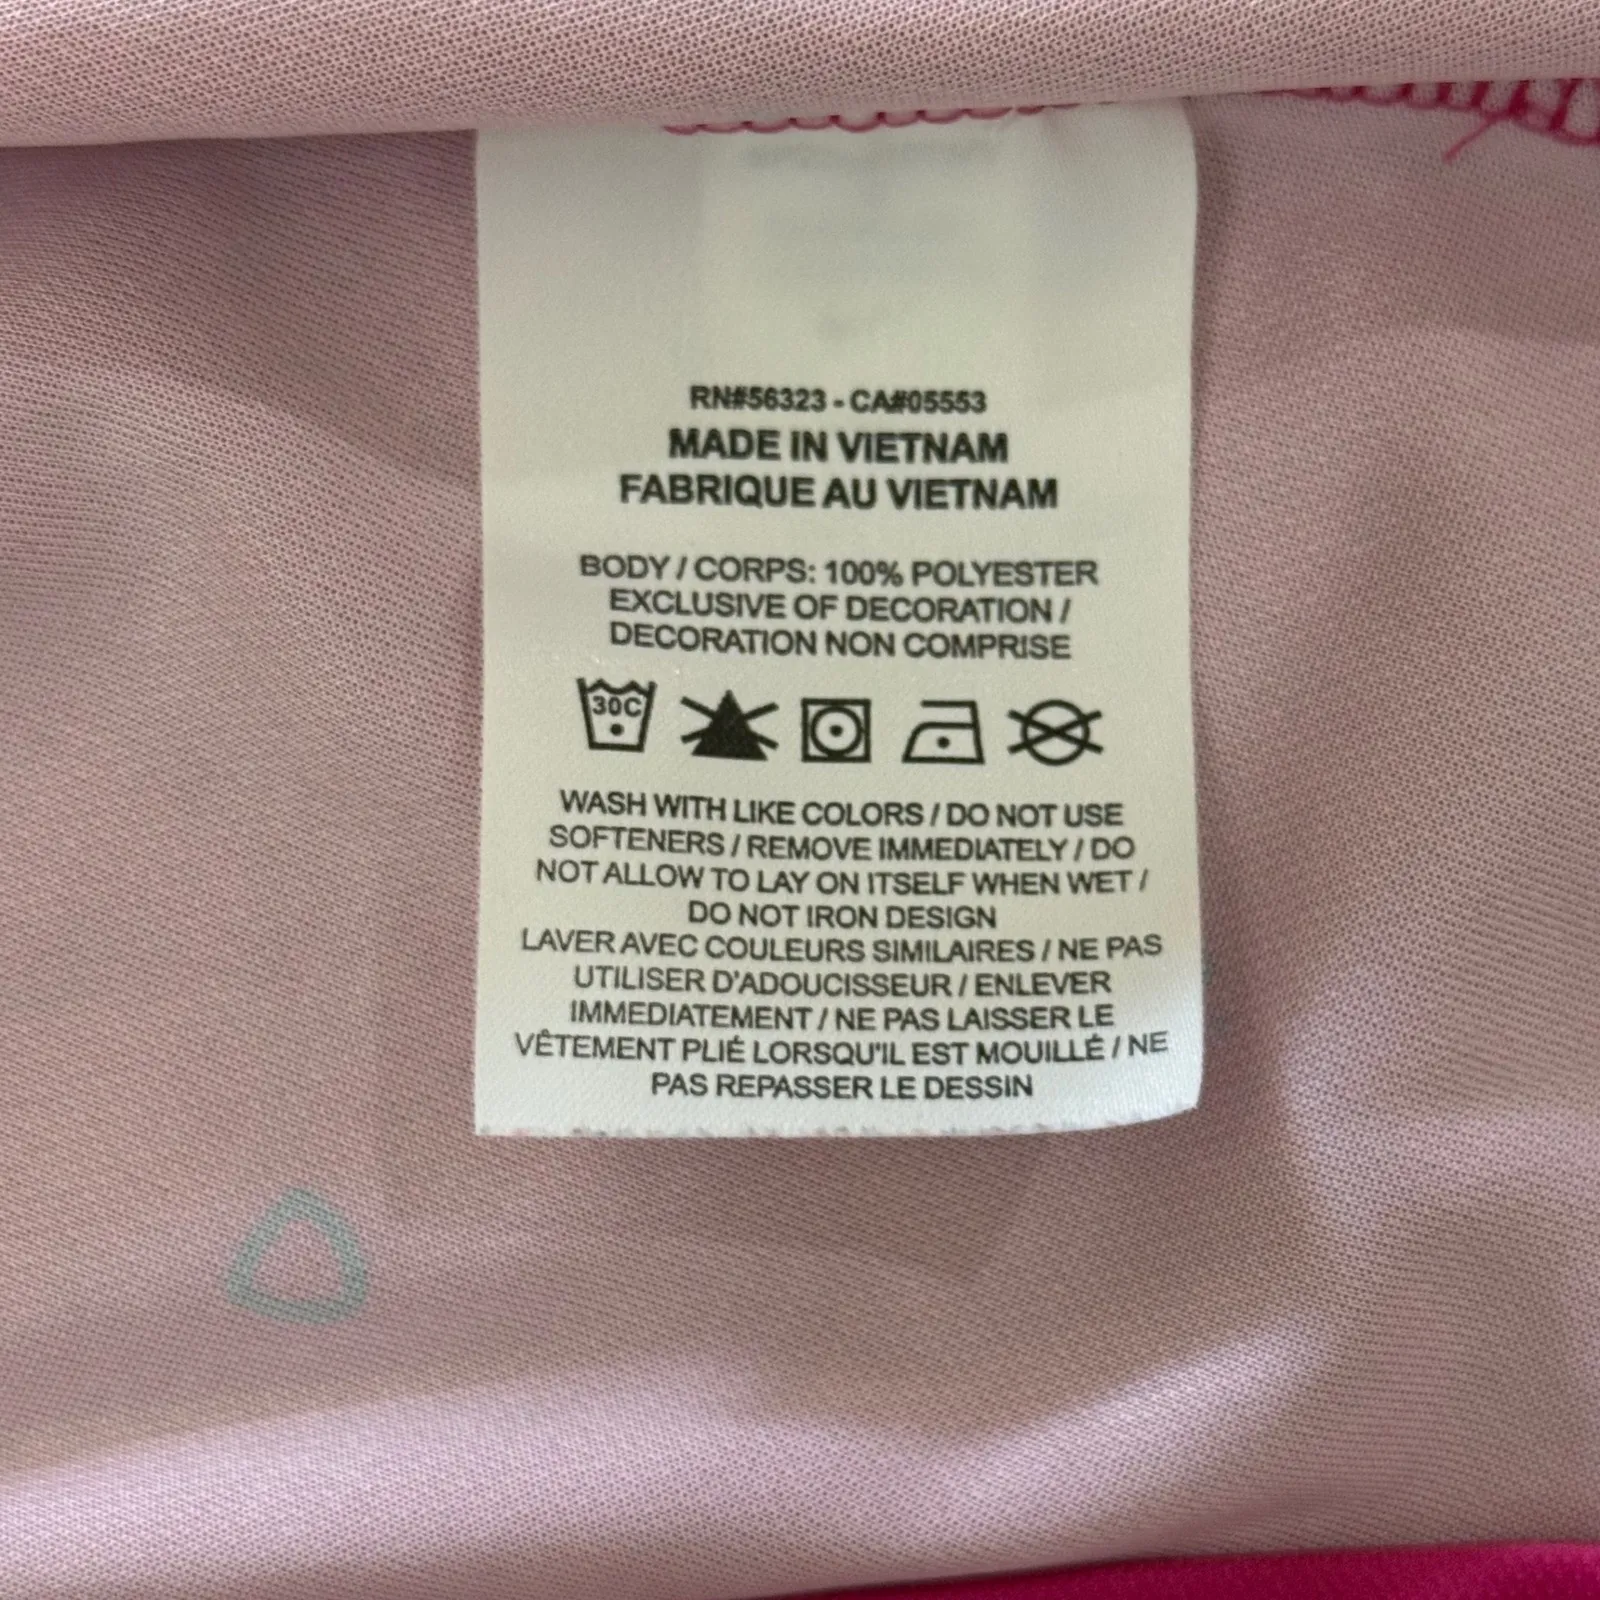 RN#56323 - CA#05553
MADE IN VIETNAM
FABRIQUE AU VIETNAM
BODY / CORPS: 100% POLYESTER
EXCLUSIVE OF DECORATION /
DECORATION NON COMPRISE
30C
WASH WITH LIKE COLORS / DO NOT USE
SOFTENERS / REMOVE IMMEDIATELY / DO
NOT ALLOW TO LAY ON ITSELF WHEN WET /
DO NOT IRON DESIGN
LAVER AVEC COULEURS SIMILAIRES / NE PAS
UTILISER D'ADOUCISSEUR / ENLEVER
IMMEDIATEMENT / NE PAS LAISSER LE
VÊTEMENT PLIÉ LORSQU'IL EST MOUILLÉ / NE
PAS REPASSER LE DESSIN